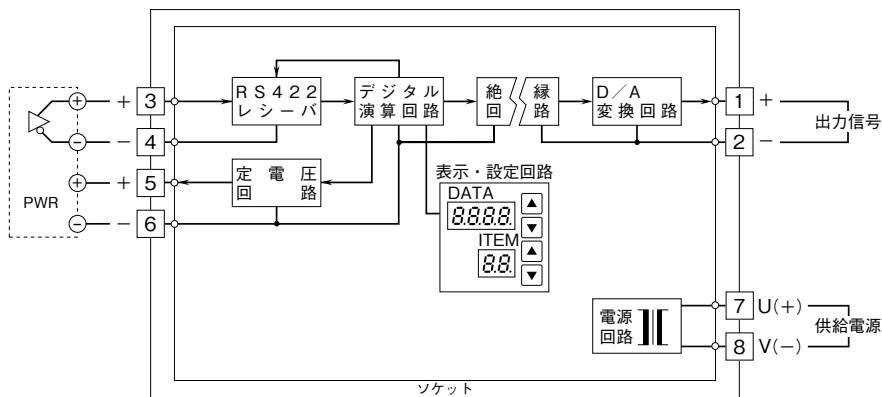 + 3
- 4
+ 5
- 6
PWR
RS422
レシーバ
デジタル
演算回路
絶縁
回路
D/A
変換回路
1 +
2 -
出力信号
定電圧
回路
表示・設定回路
DATA
8.8.8.8.
ITEM
8.8.
電源
回路
7 U(+)
8 V(-)
供給電源
ソケット